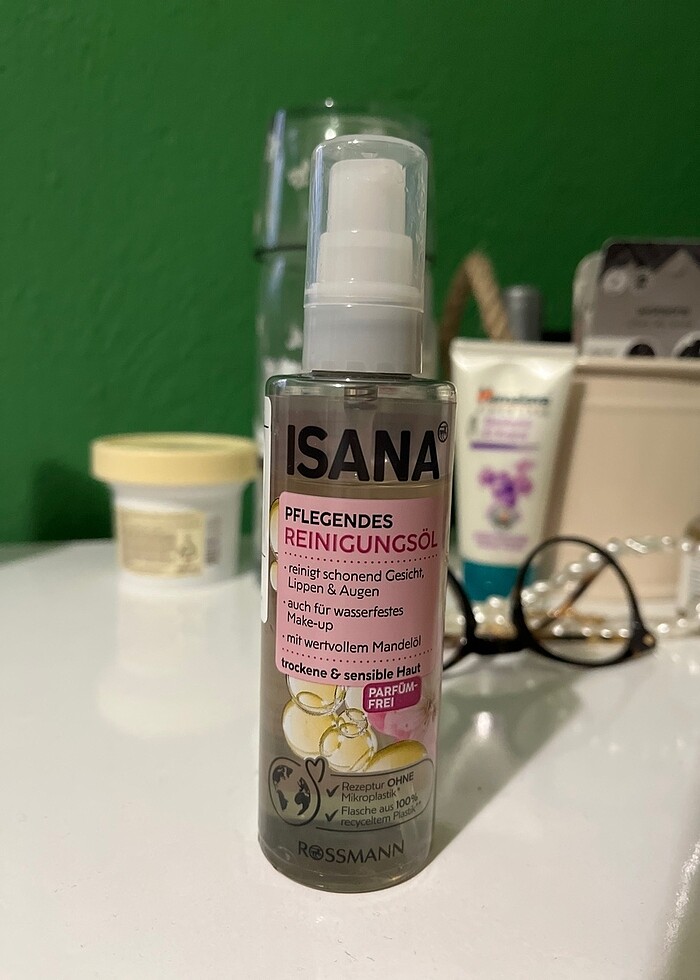 ISANA
PFLEGENDES
REINIGUNGSÖL
· reinigt schonend Gesicht,
Lippen & Augen
· auch für wasserfestes
Make-up
· mit wertvollem Mandelöl
trockene & sensible Haut
PARFÜM-
FREI
Rezeptur OHNE
Mikroplastik*
Flasche aus 100%
recyceltem Plastik**
ROSSMANN
Himalaya